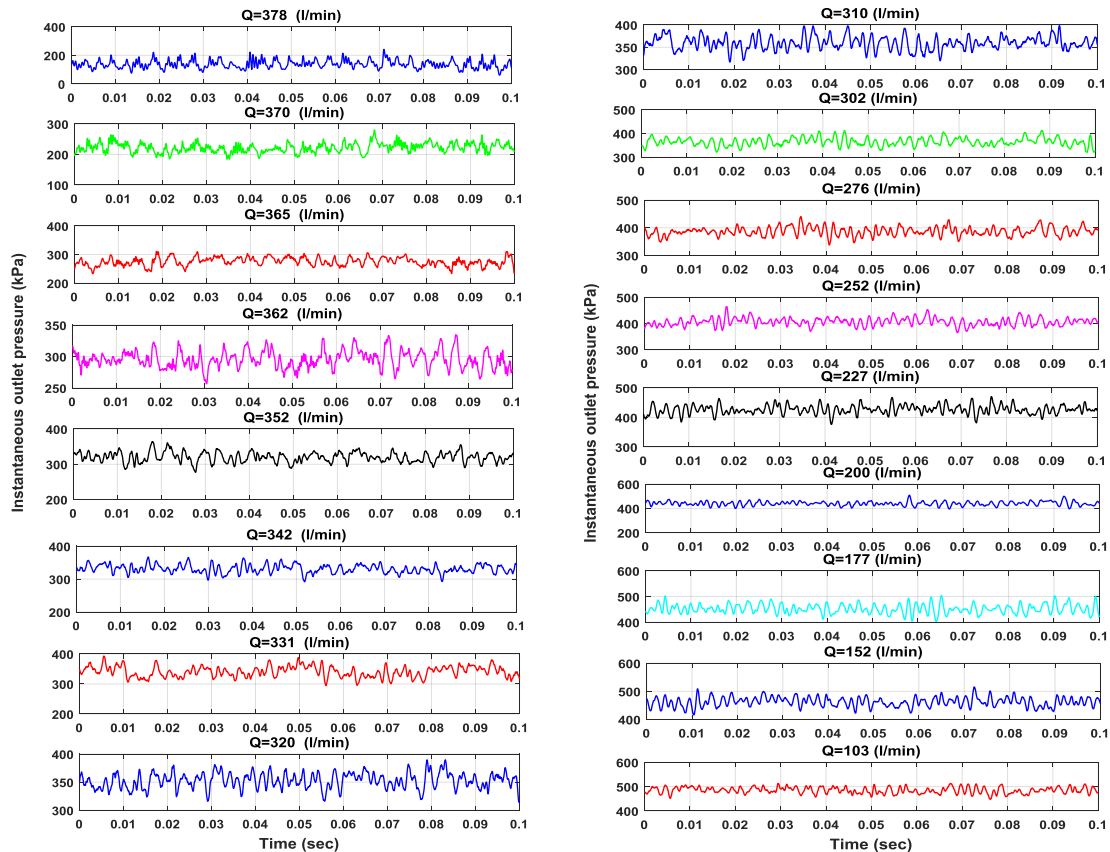 Q=378 (l/min)
400
200
0
0 0.01 0.02 0.03 0.04 0.05 0.06 0.07 0.08 0.09 0.1
Q=370 (l/min)
300
200
100
0 0.01 0.02 0.03 0.04 0.05 0.06 0.07 0.08 0.09 0.1
Q=365 (l/min)
400
300
200
0 0.01 0.02 0.03 0.04 0.05 0.06 0.07 0.08 0.09 0.1
Q=362 (l/min)
350
300
250
0 0.01 0.02 0.03 0.04 0.05 0.06 0.07 0.08 0.09 0.1
Q=352 (l/min)
400
300
200
0 0.01 0.02 0.03 0.04 0.05 0.06 0.07 0.08 0.09 0.1
Q=342 (l/min)
400
300
200
0 0.01 0.02 0.03 0.04 0.05 0.06 0.07 0.08 0.09 0.1
Q=331 (l/min)
400
300
200
0 0.01 0.02 0.03 0.04 0.05 0.06 0.07 0.08 0.09 0.1
Q=320 (l/min)
400
350
300
0 0.01 0.02 0.03 0.04 0.05 0.06 0.07 0.08 0.09 0.1
Time (sec)
Instantaneous outlet pressure (kPa)
Q=310 (l/min)
400
350
300
0 0.01 0.02 0.03 0.04 0.05 0.06 0.07 0.08 0.09 0.1
Q=302 (l/min)
500
400
300
0 0.01 0.02 0.03 0.04 0.05 0.06 0.07 0.08 0.09 0.1
Q=276 (l/min)
500
400
300
0 0.01 0.02 0.03 0.04 0.05 0.06 0.07 0.08 0.09 0.1
Q=252 (l/min)
500
400
300
0 0.01 0.02 0.03 0.04 0.05 0.06 0.07 0.08 0.09 0.1
Q=227 (l/min)
500
400
300
0 0.01 0.02 0.03 0.04 0.05 0.06 0.07 0.08 0.09 0.1
Q=200 (l/min)
600
400
200
0 0.01 0.02 0.03 0.04 0.05 0.06 0.07 0.08 0.09 0.1
Q=177 (l/min)
600
500
400
0 0.01 0.02 0.03 0.04 0.05 0.06 0.07 0.08 0.09 0.1
Q=152 (l/min)
600
500
400
0 0.01 0.02 0.03 0.04 0.05 0.06 0.07 0.08 0.09 0.1
Q=103 (l/min)
600
500
400
0 0.01 0.02 0.03 0.04 0.05 0.06 0.07 0.08 0.09 0.1
Time (sec)
Instantaneous outlet pressure (kPa)